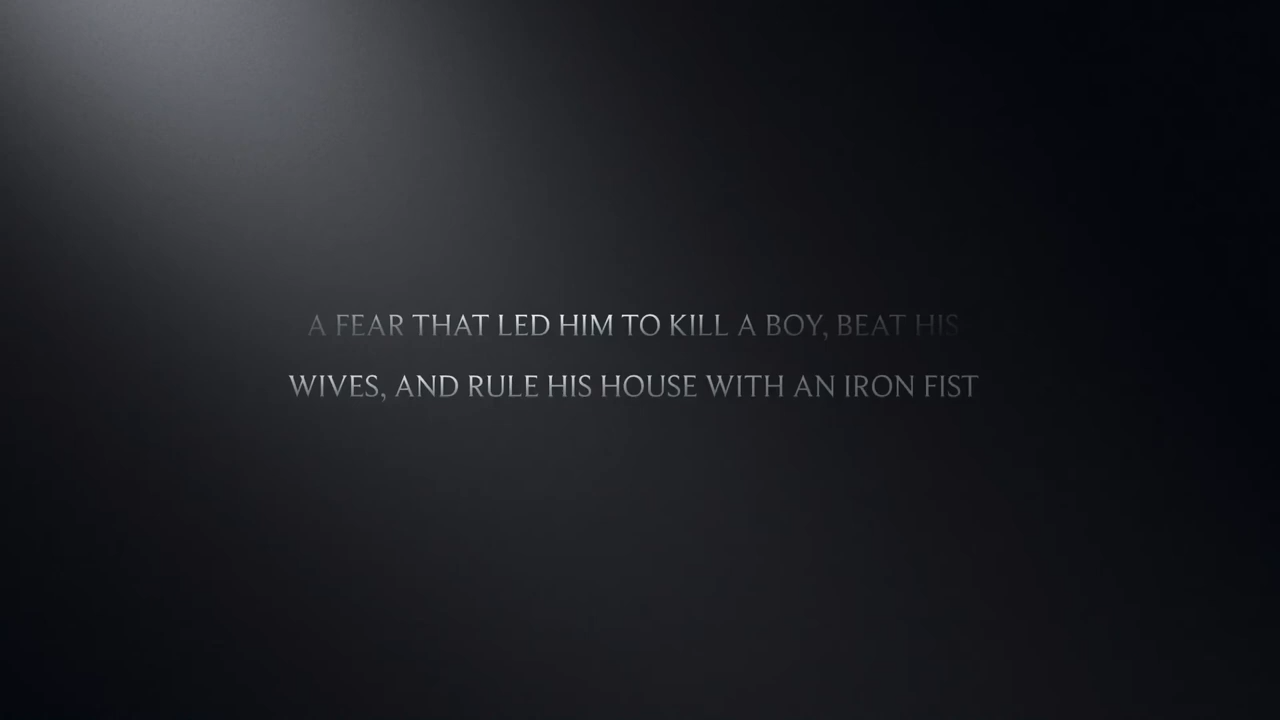 A FEAR THAT LED HIM TO KILL A BOY, BEAT HIS
WIVES, AND RULE HIS HOUSE WITH AN IRON FIST